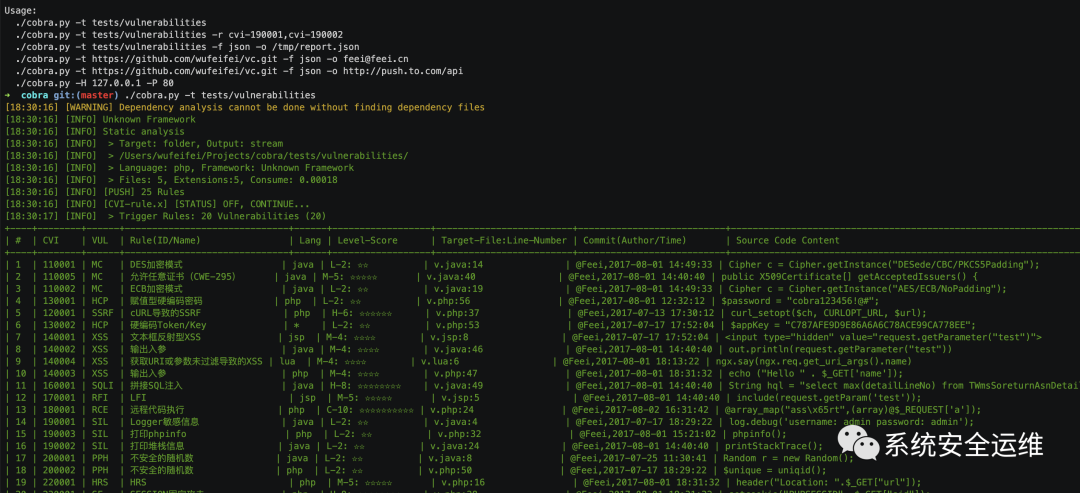 Usage:
./cobra.py -t tests/vulnerabilities
./cobra.py -t tests/vulnerabilities -r cvi-190001,cvi-190002
./cobra.py -t tests/vulnerabilities -f json -o /tmp/report.json
./cobra.py -t https://github.com/wufeifei/vc.git -f json -o feei@feei.cn
./cobra.py -t https://github.com/wufeifei/vc.git -f json -o http://push.to.com/api
./cobra.py -H 127.0.0.1 -P 80
➜ cobra git:(master) ./cobra.py -t tests/vulnerabilities
[18:30:16] [WARNING] Dependency analysis cannot be done without finding dependency files
[18:30:16] [INFO] Unknown Framework
[18:30:16] [INFO] Static analysis
[18:30:16] [INFO] > Target: folder, Output: stream
[18:30:16] [INFO] > /Users/wufeifei/Projects/cobra/tests/vulnerabilities/
[18:30:16] [INFO] > Language: php, Framework: Unknown Framework
[18:30:16] [INFO] > Files: 5, Extensions:5, Consume: 0.00018
[18:30:16] [INFO] [PUSH] 25 Rules
[18:30:16] [INFO] [CVI-rule.x] [STATUS] OFF, CONTINUE...
[18:30:17] [INFO] > Trigger Rules: 20 Vulnerabilities (20)
| # | CVI | VUL | Rule(ID/Name) | Lang | Level-Score | Target-File:Line-Number | Commit(Author/Time) | Source Code Content
| 1 | 110001 | MC | DES加密模式 | java | L-2: ☆☆ | v.java:14 | @Feei,2017-08-01 14:49:33 | Cipher c = Cipher.getInstance("DESede/CBC/PKCS5Padding");
| 2 | 110005 | MC | 允许任意证书（CWE-295） | java | M-5: ☆☆☆☆☆ | v.java:40 | @Feei,2017-08-01 14:40:40 | public X509Certificate[] getAcceptedIssuers() {
| 3 | 110002 | MC | ECB加密模式 | java | L-2: ☆☆ | v.java:19 | @Feei,2017-08-01 14:49:33 | Cipher c = Cipher.getInstance("AES/ECB/NoPadding");
| 4 | 130001 | HCP | 赋值型硬编码密码 | php | L-2: ☆☆ | v.php:56 | @Feei,2017-08-01 12:32:12 | $password = "cobra123456!@#";
| 5 | 120001 | SSRF | cURL导致的SSRF | php | H-6: ☆☆☆☆☆☆ | v.php:37 | @Feei,2017-07-13 17:30:12 | curl_setopt($ch, CURLOPT_URL, $url);
| 6 | 130002 | HCP | 硬编码Token/Key | * | L-2: ☆☆ | v.php:53 | @Feei,2017-07-17 17:52:04 | $appKey = "C787AFE9D9E86A6A6C78ACE99CA778EE";
| 7 | 140001 | XSS | 文本框反射型XSS | jsp | M-4: ☆☆☆☆ | v.jsp:8 | @Feei,2017-07-17 17:52:04 | <input type="hidden" value="request.getParameter("test")">
| 8 | 140002 | XSS | 输出入参 | java | M-4: ☆☆☆☆ | v.java:46 | @Feei,2017-08-01 14:40:40 | out.println(request.getParameter("test"))
| 9 | 140004 | XSS | 获取URI或参数来过滤导致的XSS | lua | M-4: ☆☆☆☆ | v.lua:6 | @Feei,2017-08-01 18:13:22 | ngx.say(ngx.req.get_uri_args().name)
| 10 | 140003 | XSS | 输出入参 | php | M-4: ☆☆☆☆ | v.php:47 | @Feei,2017-08-01 18:31:32 | echo ("Hello " . $_GET['name']);
| 11 | 160001 | SQLI | 拼接SQL注入 | java | H-8: ☆☆☆☆☆☆☆☆ | v.java:49 | @Feei,2017-08-01 14:40:40 | String hql = "select max(detailLineNo) from TWmsSoreturnAsnDetai
| 12 | 170001 | RFI | LFI | jsp | M-5: ☆☆☆☆☆ | v.jsp:5 | @Feei,2017-08-01 14:40:40 | include(request.getParam('test'));
| 13 | 180001 | RCE | 远程代码执行 | php | C-10: ☆☆☆☆☆☆☆☆☆☆ | v.php:24 | @Feei,2017-08-02 16:31:42 | @array_map("ass\x65rt",(array)@$_REQUEST['a']);
| 14 | 190001 | SIL | Logger敏感信息 | php | L-2: ☆☆ | v.java:4 | @Feei,2017-07-17 18:29:22 | log.debug('username: admin password: admin');
| 15 | 190003 | SIL | 打印phpinfo | php | L-2: ☆☆ | v.php:32 | @Feei,2017-08-01 15:21:02 | phpinfo();
| 16 | 190002 | SIL | 打印堆栈信息 | java | L-2: ☆☆ | v.java:24 | @Feei,2017-08-01 14:40:40 | printStackTrace();
| 17 | 200001 | PPH | 不安全的随机数 | java | L-2: ☆☆ | v.java:8 | @Feei,2017-07-25 11:30:41 | Random r = new Random();
| 18 | 200002 | PPH | 不安全的随机数 | php | L-2: ☆☆ | v.php:50 | @Feei,2017-07-17 18:29:22 | $unique = uniqid();
| 19 | 220001 | HRS | HRS | php | M-4: ☆☆☆☆ | v.php:16 | @Feei,2017-08-01 18:31:32 | header("Location: ".$_GET["url"]);
系统安全运维